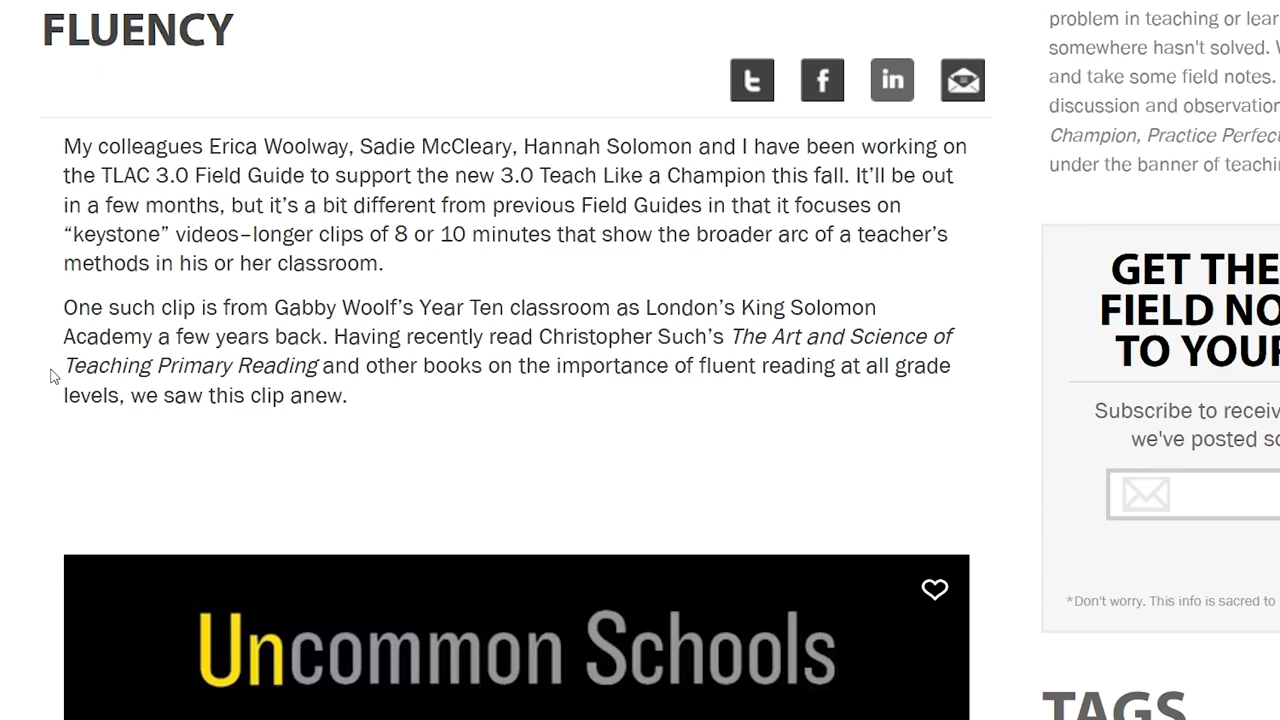 FLUENCY
My colleagues Erica Woolway, Sadie McCleary, Hannah Solomon and I have been working on
the TLAC 3.0 Field Guide to support the new 3.0 Teach Like a Champion this fall. It’ll be out
in a few months, but it’s a bit different from previous Field Guides in that it focuses on
“keystone” videos–longer clips of 8 or 10 minutes that show the broader arc of a teacher’s
methods in his or her classroom.
One such clip is from Gabby Woolf’s Year Ten classroom as London’s King Solomon
Academy a few years back. Having recently read Christopher Such’s The Art and Science of
Teaching Primary Reading and other books on the importance of fluent reading at all grade
levels, we saw this clip anew.
Uncommon Schools
problem in teaching or lear
somewhere hasn't solved. W
and take some field notes.
discussion and observatio
Champion, Practice Perfect
under the banner of teachi
GET THE
FIELD NO
TO YOUR
Subscribe to receiv
we've posted so
*Don't worry. This info is sacred to
TAGS